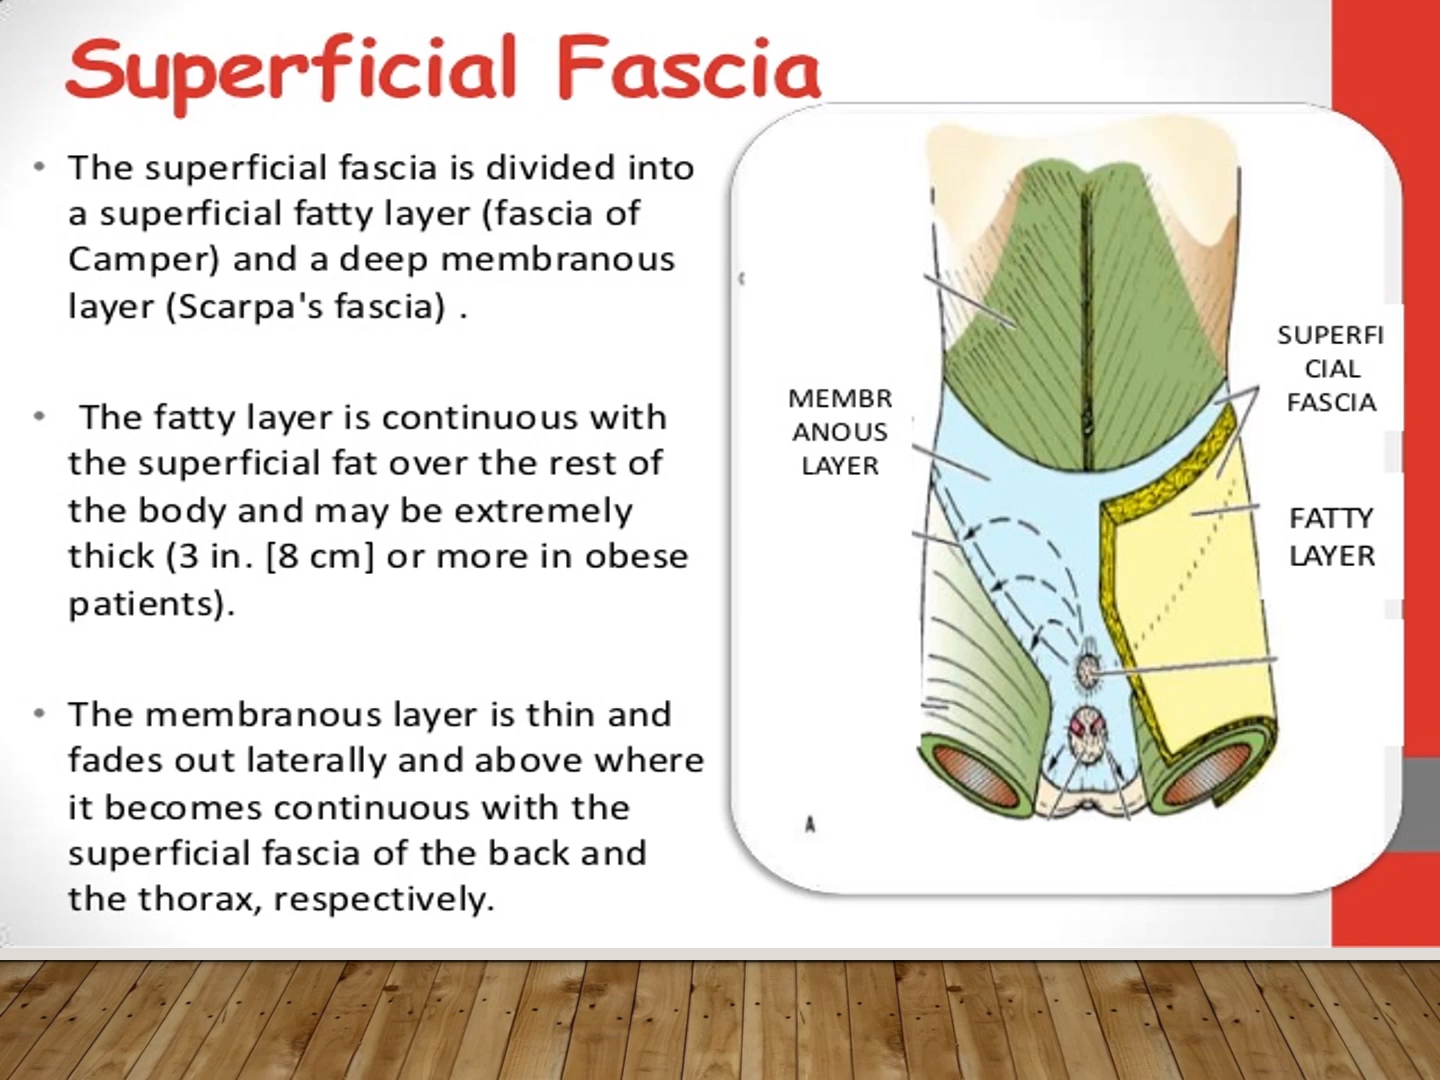 Superficial Fascia
• The superficial fascia is divided into
a superficial fatty layer (fascia of
Camper) and a deep membranous
layer (Scarpa's fascia) .
• The fatty layer is continuous with
the superficial fat over the rest of
the body and may be extremely
thick (3 in. [8 cm] or more in obese
patients).
• The membranous layer is thin and
fades out laterally and above where
it becomes continuous with the
superficial fascia of the back and
the thorax, respectively.
MEMBR
ANOUS
LAYER
SUPERFI
CIAL
FASCIA
FATTY
LAYER
A